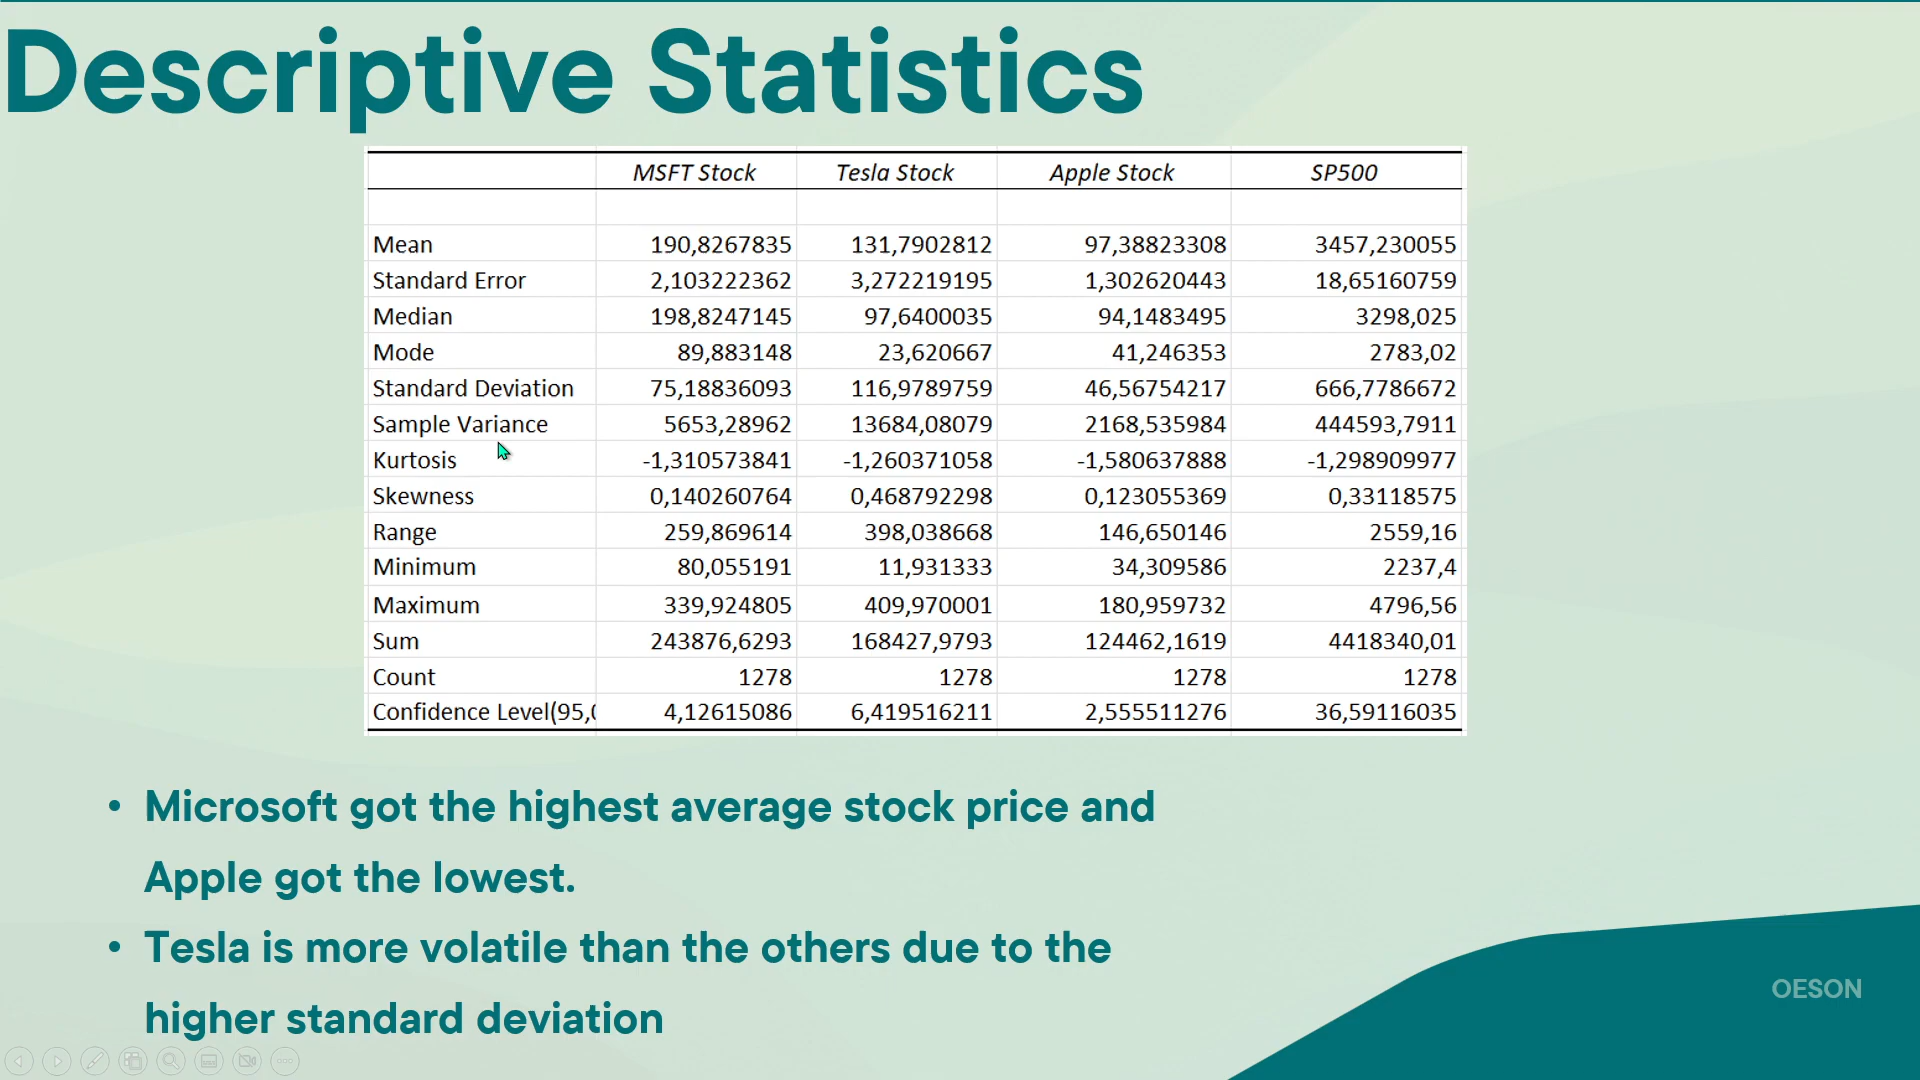 Descriptive Statistics
MSFT Stock Tesla Stock Apple Stock SP500
Mean 190,8267835 131,7902812 97,38823308 3457,230055
Standard Error 2,103222362 3,272219195 1,302620443 18,65160759
Median 198,8247145 97,6400035 94,1483495 3298,025
Mode 89,883148 23,620667 41,246353 2783,02
Standard Deviation 75,18836093 116,9789759 46,56754217 666,7786672
Sample Variance 5653,28962 13684,08079 2168,535984 444593,7911
Kurtosis -1,310573841 -1,260371058 -1,580637888 -1,298909977
Skewness 0,140260764 0,468792298 0,123055369 0,33118575
Range 259,869614 398,038668 146,650146 2559,16
Minimum 80,055191 11,931333 34,309586 2237,4
Maximum 339,924805 409,970001 180,959732 4796,56
Sum 243876,6293 168427,9793 124462,1619 4418340,01
Count 1278 1278 1278 1278
Confidence Level(95,0 4,12615086 6,419516211 2,555511276 36,59116035
• Microsoft got the highest average stock price and
Apple got the lowest.
• Tesla is more volatile than the others due to the
higher standard deviation
OESON